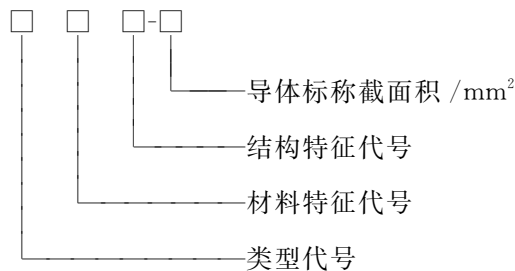 □ □ □-□
导体标称截面积/mm²
结构特征代号
材料特征代号
类型代号